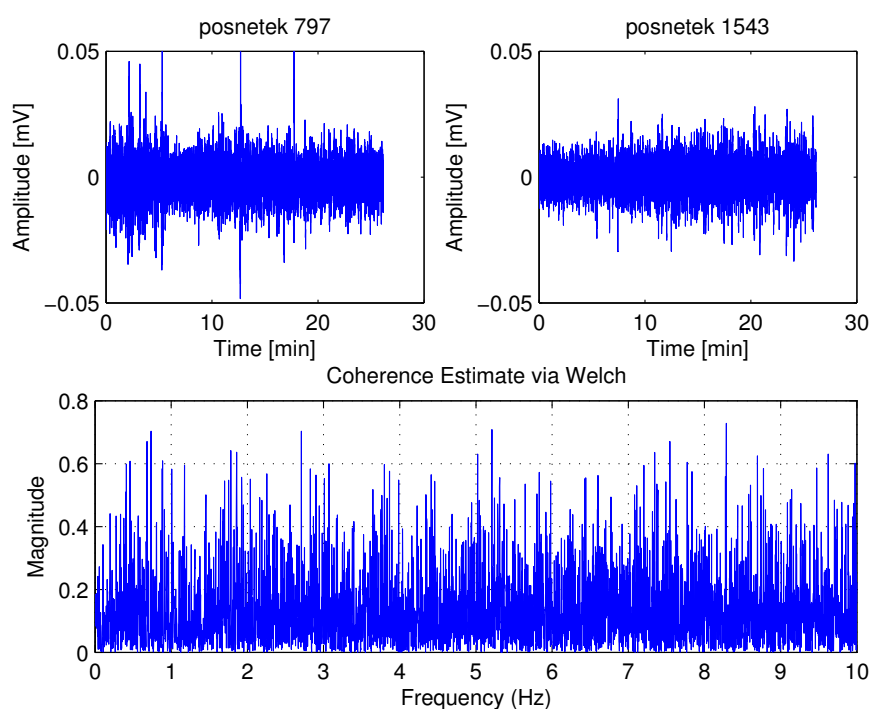 posnetek 797
0.05
0
−0.05
Amplitude [mV]
0 10 20 30
Time [min]
posnetek 1543
0.05
0
−0.05
Amplitude [mV]
0 10 20 30
Time [min]
Coherence Estimate via Welch
0.8
0.6
0.4
0.2
0
Magnitude
0 1 2 3 4 5 6 7 8 9 10
Frequency (Hz)